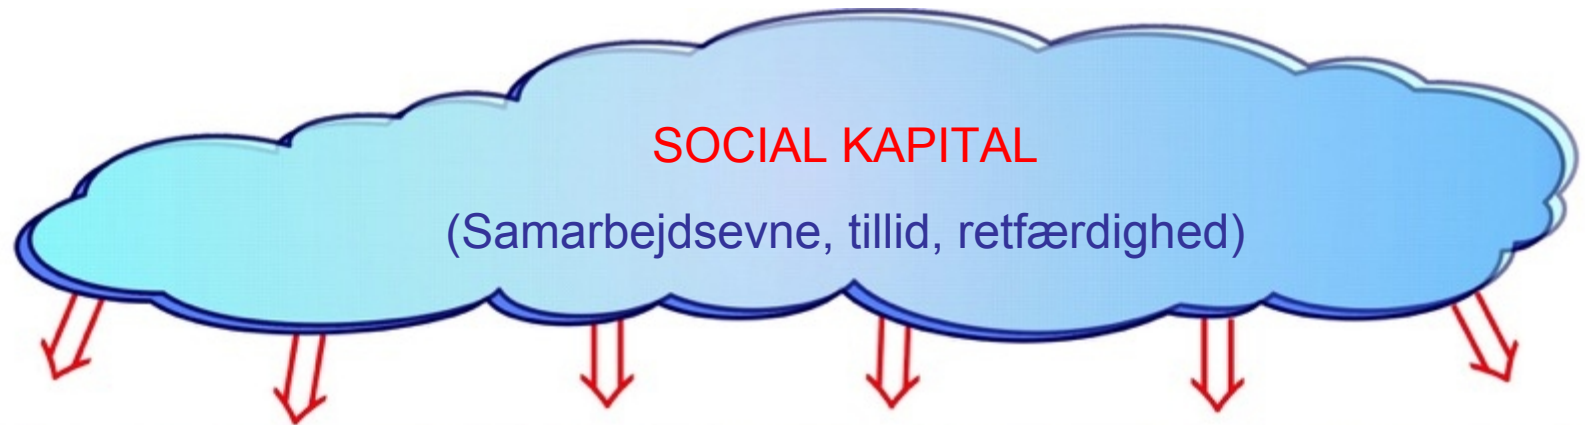 SOCIAL KAPITAL
(Samarbejdsevne, tillid, retfærdighed)